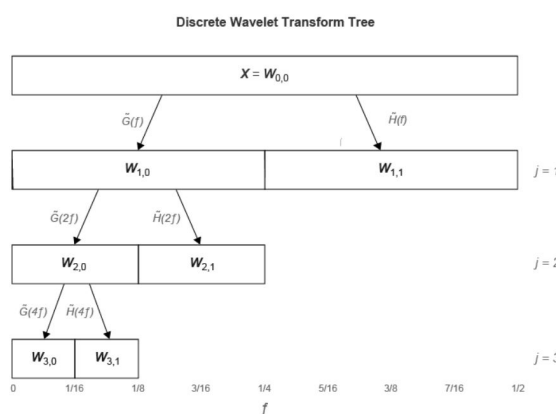 Discrete Wavelet Transform Tree
X = W0,0
G̃(f) H̃(f)
W1,0 W1,1 j = 1
G̃(2f) H̃(2f)
W2,0 W2,1 j = 2
G̃(4f) H̃(4f)
W3,0 W3,1 j = 3
0 1/16 1/8 3/16 1/4 5/16 3/8 7/16 1/2
f